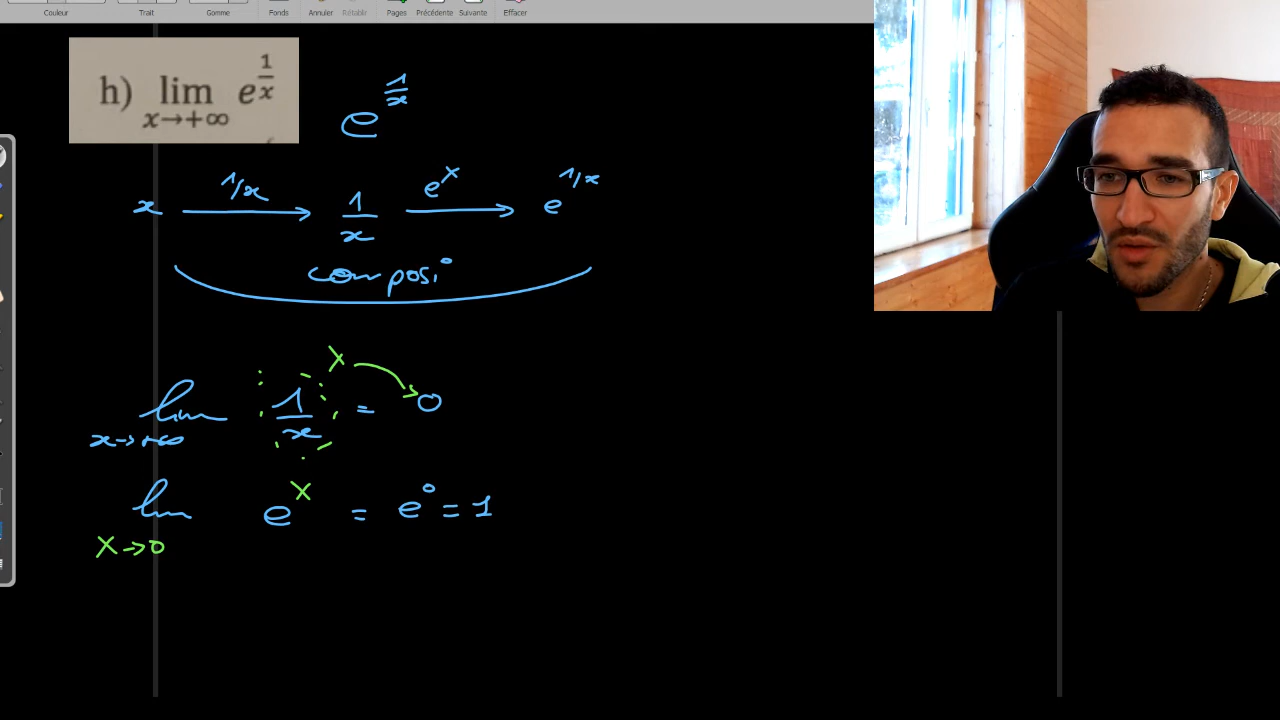 Couleur Trait Gomme Fonds Annuler Rétablir Pages Précédente Suivante Effacer
h) lim e^{1/x}
x→+∞
e^{1/x}
x 1/x → 1/x e^X → e^{1/x}
composi°
X
lim 1/x = 0
x→+∞
lim e^X = e^0 = 1
X→0